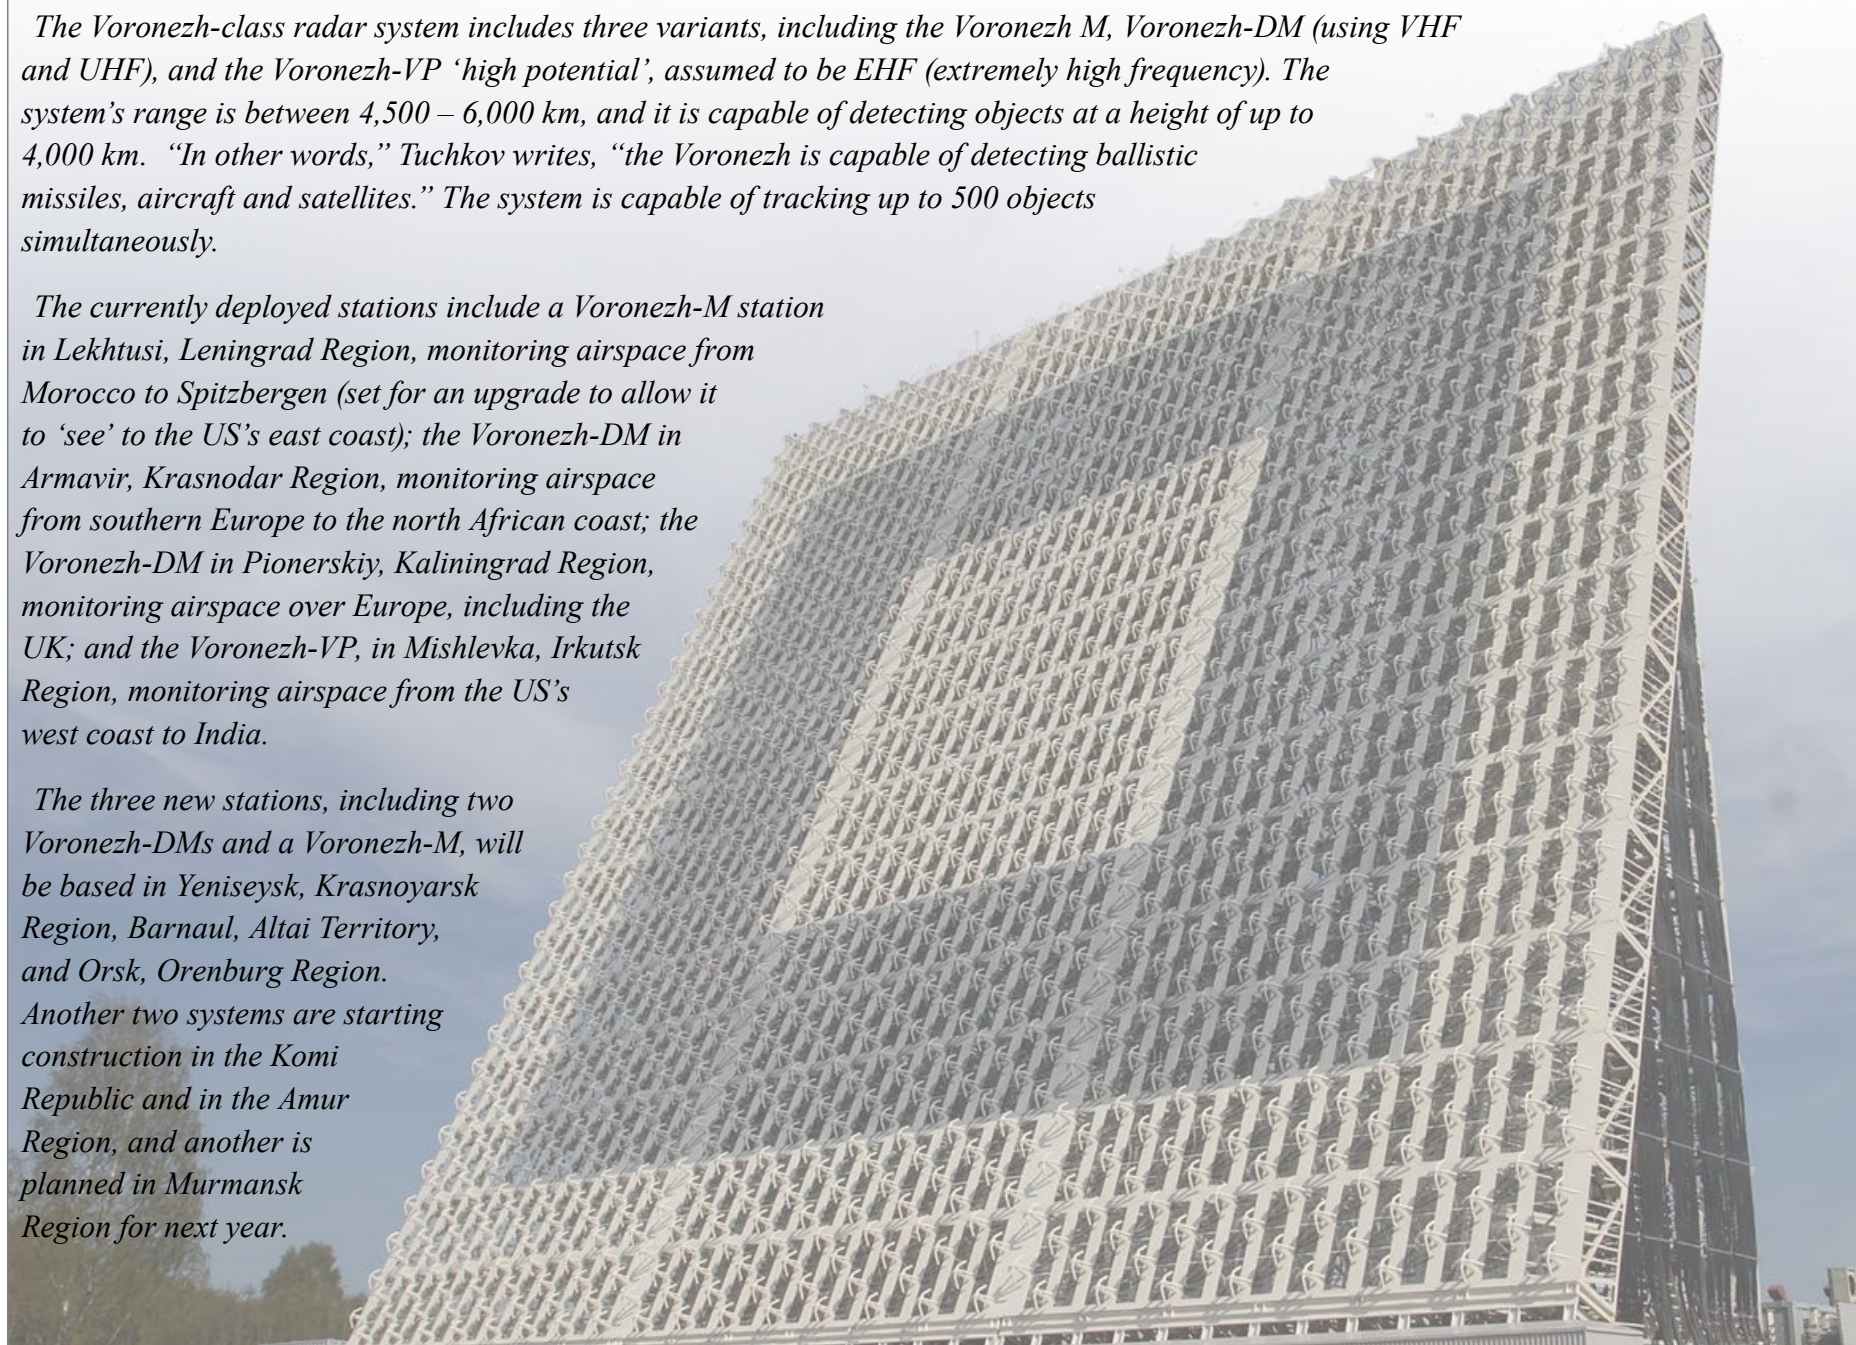 The Voronezh-class radar system includes three variants, including the Voronezh M, Voronezh-DM (using VHF
and UHF), and the Voronezh-VP ‘high potential’, assumed to be EHF (extremely high frequency). The
system’s range is between 4,500 – 6,000 km, and it is capable of detecting objects at a height of up to
4,000 km.  “In other words,” Tuchkov writes, “the Voronezh is capable of detecting ballistic
missiles, aircraft and satellites.” The system is capable of tracking up to 500 objects
simultaneously.
The currently deployed stations include a Voronezh-M station
in Lekhtusi, Leningrad Region, monitoring airspace from
Morocco to Spitzbergen (set for an upgrade to allow it
to ‘see’ to the US’s east coast); the Voronezh-DM in
Armavir, Krasnodar Region, monitoring airspace
from southern Europe to the north African coast; the
Voronezh-DM in Pionerskiy, Kaliningrad Region,
monitoring airspace over Europe, including the
UK; and the Voronezh-VP, in Mishlevka, Irkutsk
Region, monitoring airspace from the US’s
west coast to India.
The three new stations, including two
Voronezh-DMs and a Voronezh-M, will
be based in Yeniseysk, Krasnoyarsk
Region, Barnaul, Altai Territory,
and Orsk, Orenburg Region.
Another two systems are starting
construction in the Komi
Republic and in the Amur
Region, and another is
planned in Murmansk
Region for next year.